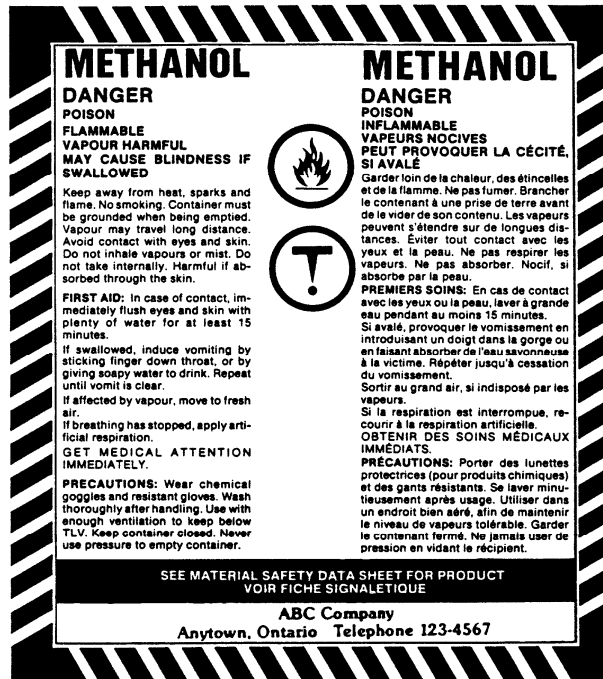 METHANOL
DANGER
POISON
FLAMMABLE
VAPOUR HARMFUL
MAY CAUSE BLINDNESS IF
SWALLOWED
Keep away from heat, sparks and
flame. No smoking. Container must
be grounded when being emptied.
Vapour may travel long distance.
Avoid contact with eyes and skin.
Do not inhale vapours or mist. Do
not take internally. Harmful if ab-
sorbed through the skin.
FIRST AID: In case of contact, im-
mediately flush eyes and skin with
plenty of water for at least 15
minutes.
If swallowed, induce vomiting by
sticking finger down throat, or by
giving soapy water to drink. Repeat
until vomit is clear.
If affected by vapour, move to fresh
air.
If breathing has stopped, apply arti-
ficial respiration.
GET MEDICAL ATTENTION
IMMEDIATELY.
PRECAUTIONS: Wear chemical
goggles and resistant gloves. Wash
thoroughly after handling. Use with
enough ventilation to keep below
TLV. Keep container closed. Never
use pressure to empty container.
METHANOL
DANGER
POISON
INFLAMMABLE
VAPEURS NOCIVES
PEUT PROVOQUER LA CÉCITÉ,
SI AVALÉ
Garder loin de la chaleur, des étincelles
et de la flamme. Ne pas fumer. Brancher
le contenant à une prise de terre avant
de le vider de son contenu. Les vapeurs
peuvent s'étendre sur de longues dis-
tances. Éviter tout contact avec les
yeux et la peau. Ne pas respirer les
vapeurs. Ne pas absorber. Nocif, si
absorbe par la peau.
PREMIERS SOINS: En cas de contact
avec les yeux ou la peau, laver à grande
eau pendant au moins 15 minutes.
Si avalé, provoquer le vomissement en
introduisant un doigt dans la gorge ou
en faisant absorber de l'eau savonneuse
à la victime. Répéter jusqu'à cessation
du vomissement.
Sortir au grand air, si indisposé par les
vapeurs.
Si la respiration est interrompue, re-
courir à la respiration artificielle.
OBTENIR DES SOINS MÉDICAUX
IMMÉDIATS.
PRÉCAUTIONS: Porter des lunettes
protectrices (pour produits chimiques)
et des gants résistants. Se laver minu-
tieusement après usage. Utiliser dans
un endroit bien aéré, afin de maintenir
le niveau de vapeurs tolérable. Garder
le contenant fermé. Ne jamais user de
pression en vidant le récipient.
SEE MATERIAL SAFETY DATA SHEET FOR PRODUCT
VOIR FICHE SIGNALETIQUE
ABC Company
Anytown, Ontario Telephone 123-4567